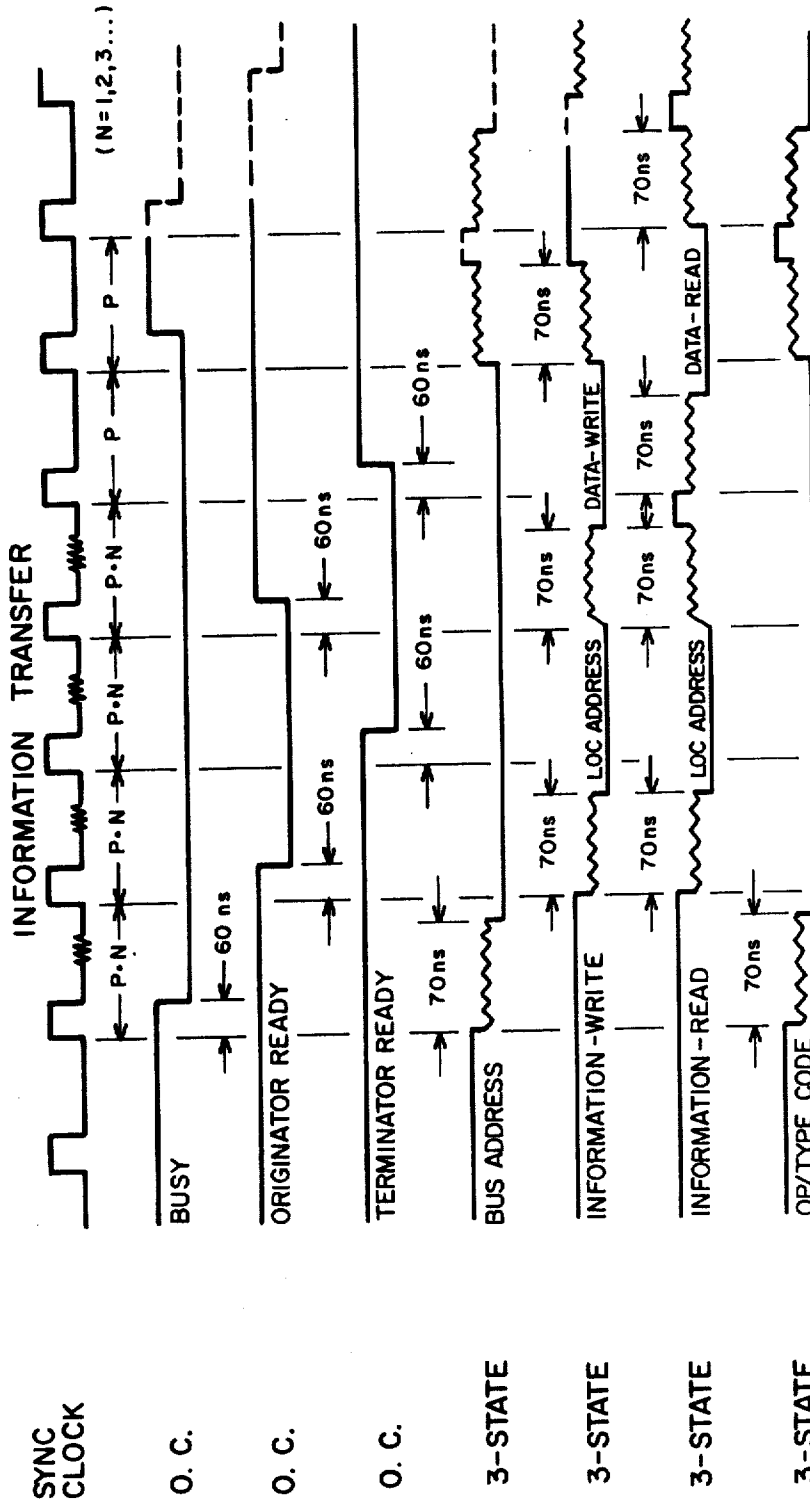 INFORMATION TRANSFER
SYNC
CLOCK
P·N
P·N
P·N
P·N
P
P
(N=1,2,3...)
O. C.
BUSY
60 ns
O. C.
ORIGINATOR READY
60ns
60ns
O. C.
TERMINATOR READY
60ns
60ns
3-STATE
BUS ADDRESS
70ns
3-STATE
INFORMATION-WRITE
70ns
LOC ADDRESS
70ns
DATA-WRITE
70ns
3-STATE
INFORMATION-READ
70ns
LOC ADDRESS
70ns
70ns
DATA-READ
70ns
3-STATE
OP/TYPE CODE
70ns